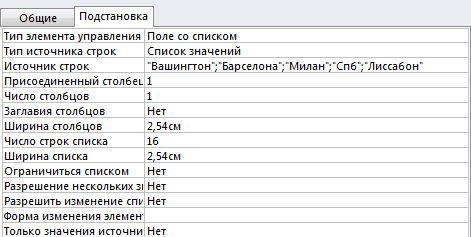 Общие Подстановка
Тип элемента управления Поле со списком
Тип источника строк Список значений
Источник строк "Вашингтон";"Барселона";"Милан";"Спб";"Лиссабон"
Присоединенный столбец 1
Число столбцов 1
Заглавия столбцов Нет
Ширина столбцов 2,54см
Число строк списка 16
Ширина списка 2,54см
Ограничиться списком Нет
Разрешение нескольких зн Нет
Разрешить изменение спи Нет
Форма изменения элемен
Только значения источни Нет